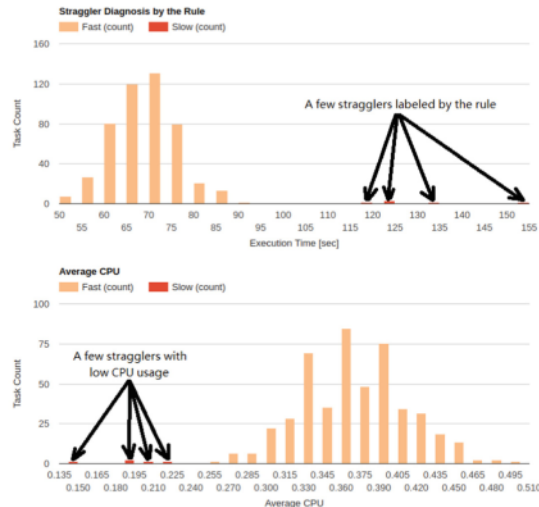 Straggler Diagnosis by the Rule
Fast (count) Slow (count)
160
120
80
40
0
Task Count
A few stragglers labeled by the rule
50 60 70 80 90 100 110 120 130 140 150
55 65 75 85 95 105 115 125 135 145 155
Execution Time [sec]
Average CPU
Fast (count) Slow (count)
100
75
50
25
0
Task Count
A few stragglers with
low CPU usage
0.135 0.165 0.195 0.225 0.255 0.285 0.315 0.345 0.375 0.405 0.435 0.465 0.495
0.150 0.180 0.210 0.240 0.270 0.300 0.330 0.360 0.390 0.420 0.450 0.480 0.510
Average CPU